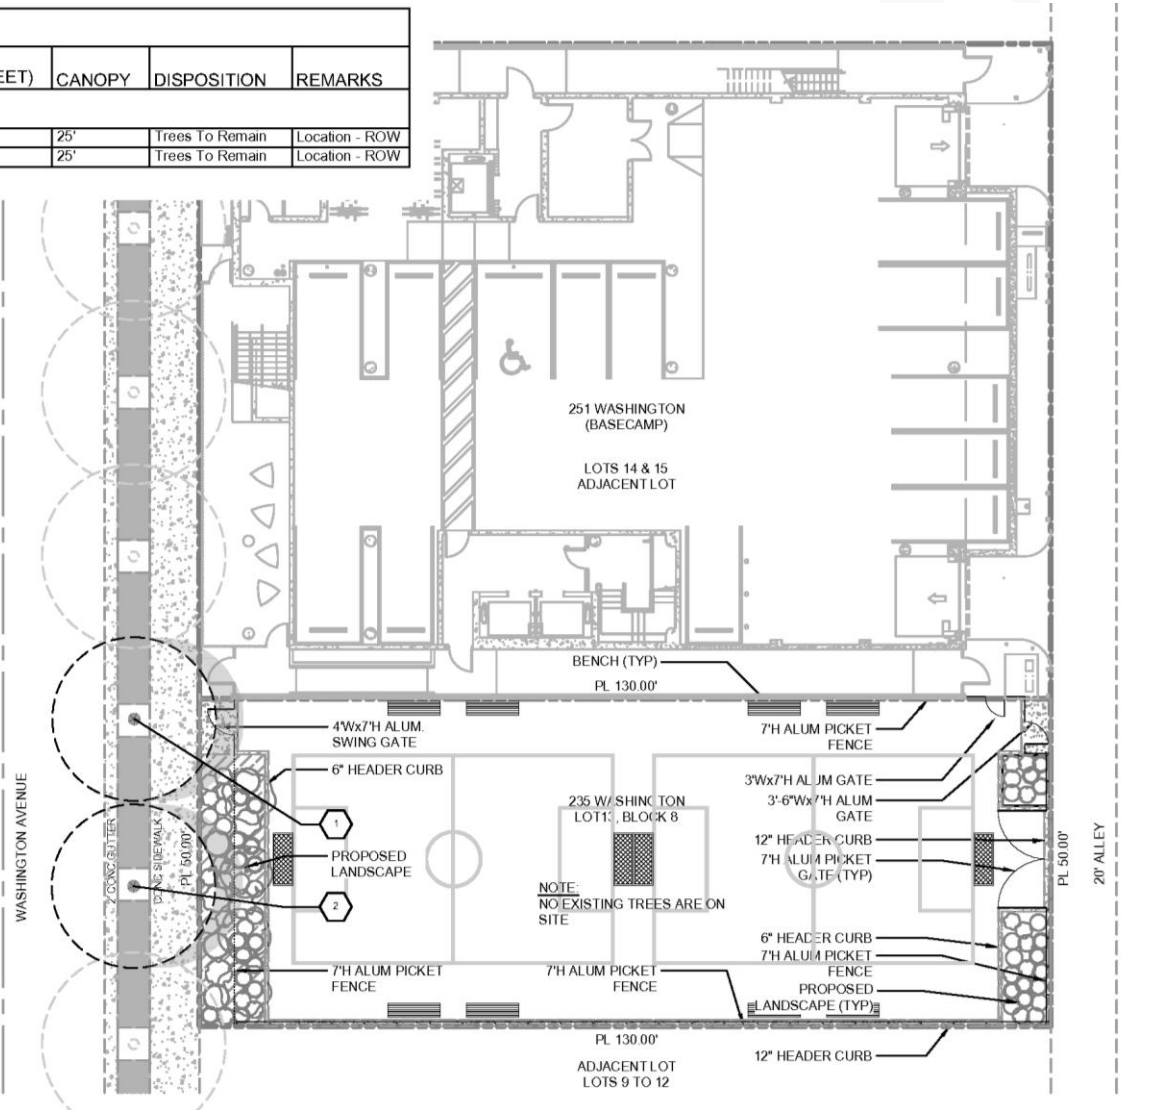 EET)
CANOPY
DISPOSITION
REMARKS
25'
Trees To Remain
Location - ROW
25'
Trees To Remain
Location - ROW
251 WASHINGTON
(BASECAMP)
LOTS 14 & 15
ADJACENT LOT
BENCH (TYP)
PL 130.00'
4'Wx7'H ALUM.
SWING GATE
6" HEADER CURB
1
PROPOSED
LANDSCAPE
2
7'H ALUM PICKET
FENCE
235 WASHINGTON
LOT13, BLOCK 8
NOTE:
NO EXISTING TREES ARE ON
SITE
7'H ALUM PICKET
FENCE
7'H ALUM PICKET
FENCE
3'Wx7'H ALUM GATE
3'-6"Wx7'H ALUM
GATE
12" HEADER CURB
7'H ALUM PICKET
GATE (TYP)
6" HEADER CURB
7'H ALUM PICKET
FENCE
PROPOSED
LANDSCAPE (TYP)
12" HEADER CURB
PL 130.00'
ADJACENT LOT
LOTS 9 TO 12
WASHINGTON AVENUE
2' CONC.GUTTER
CONC SIDEWALK
PL 50.00'
PL 50.00'
20' ALLEY